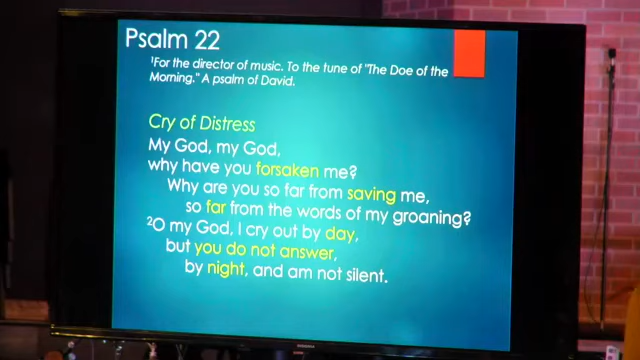 Psalm 22
¹For the director of music. To the tune of "The Doe of the
Morning." A psalm of David.
Cry of Distress
My God, my God,
why have you forsaken me?
Why are you so far from saving me,
so far from the words of my groaning?
²O my God, I cry out by day,
but you do not answer,
by night, and am not silent.